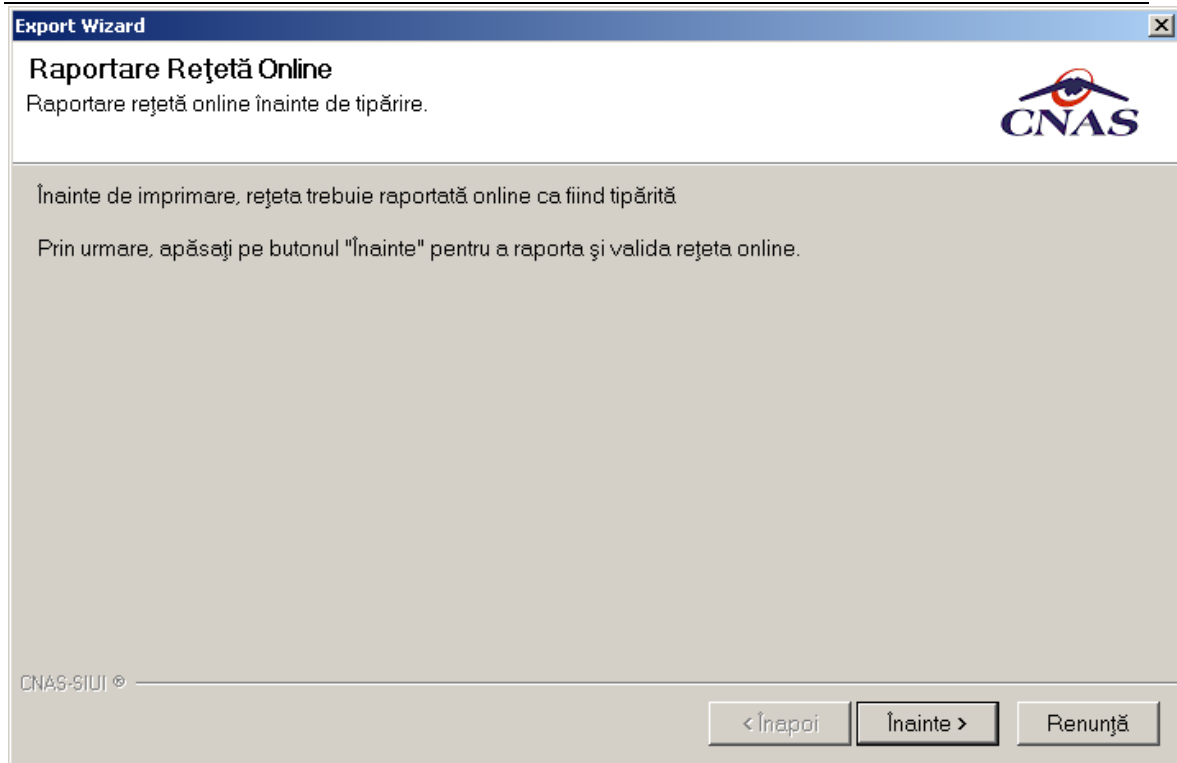 Export Wizard
Raportare Reţetă Online
Raportare reţetă online înainte de tipărire.
CNAS
Înainte de imprimare, reţeta trebuie raportată online ca fiind tipărită
Prin urmare, apăsaţi pe butonul "Înainte" pentru a raporta şi valida reţeta online.
CNAS-SIUI ®
< Înapoi Înainte > Renunţă